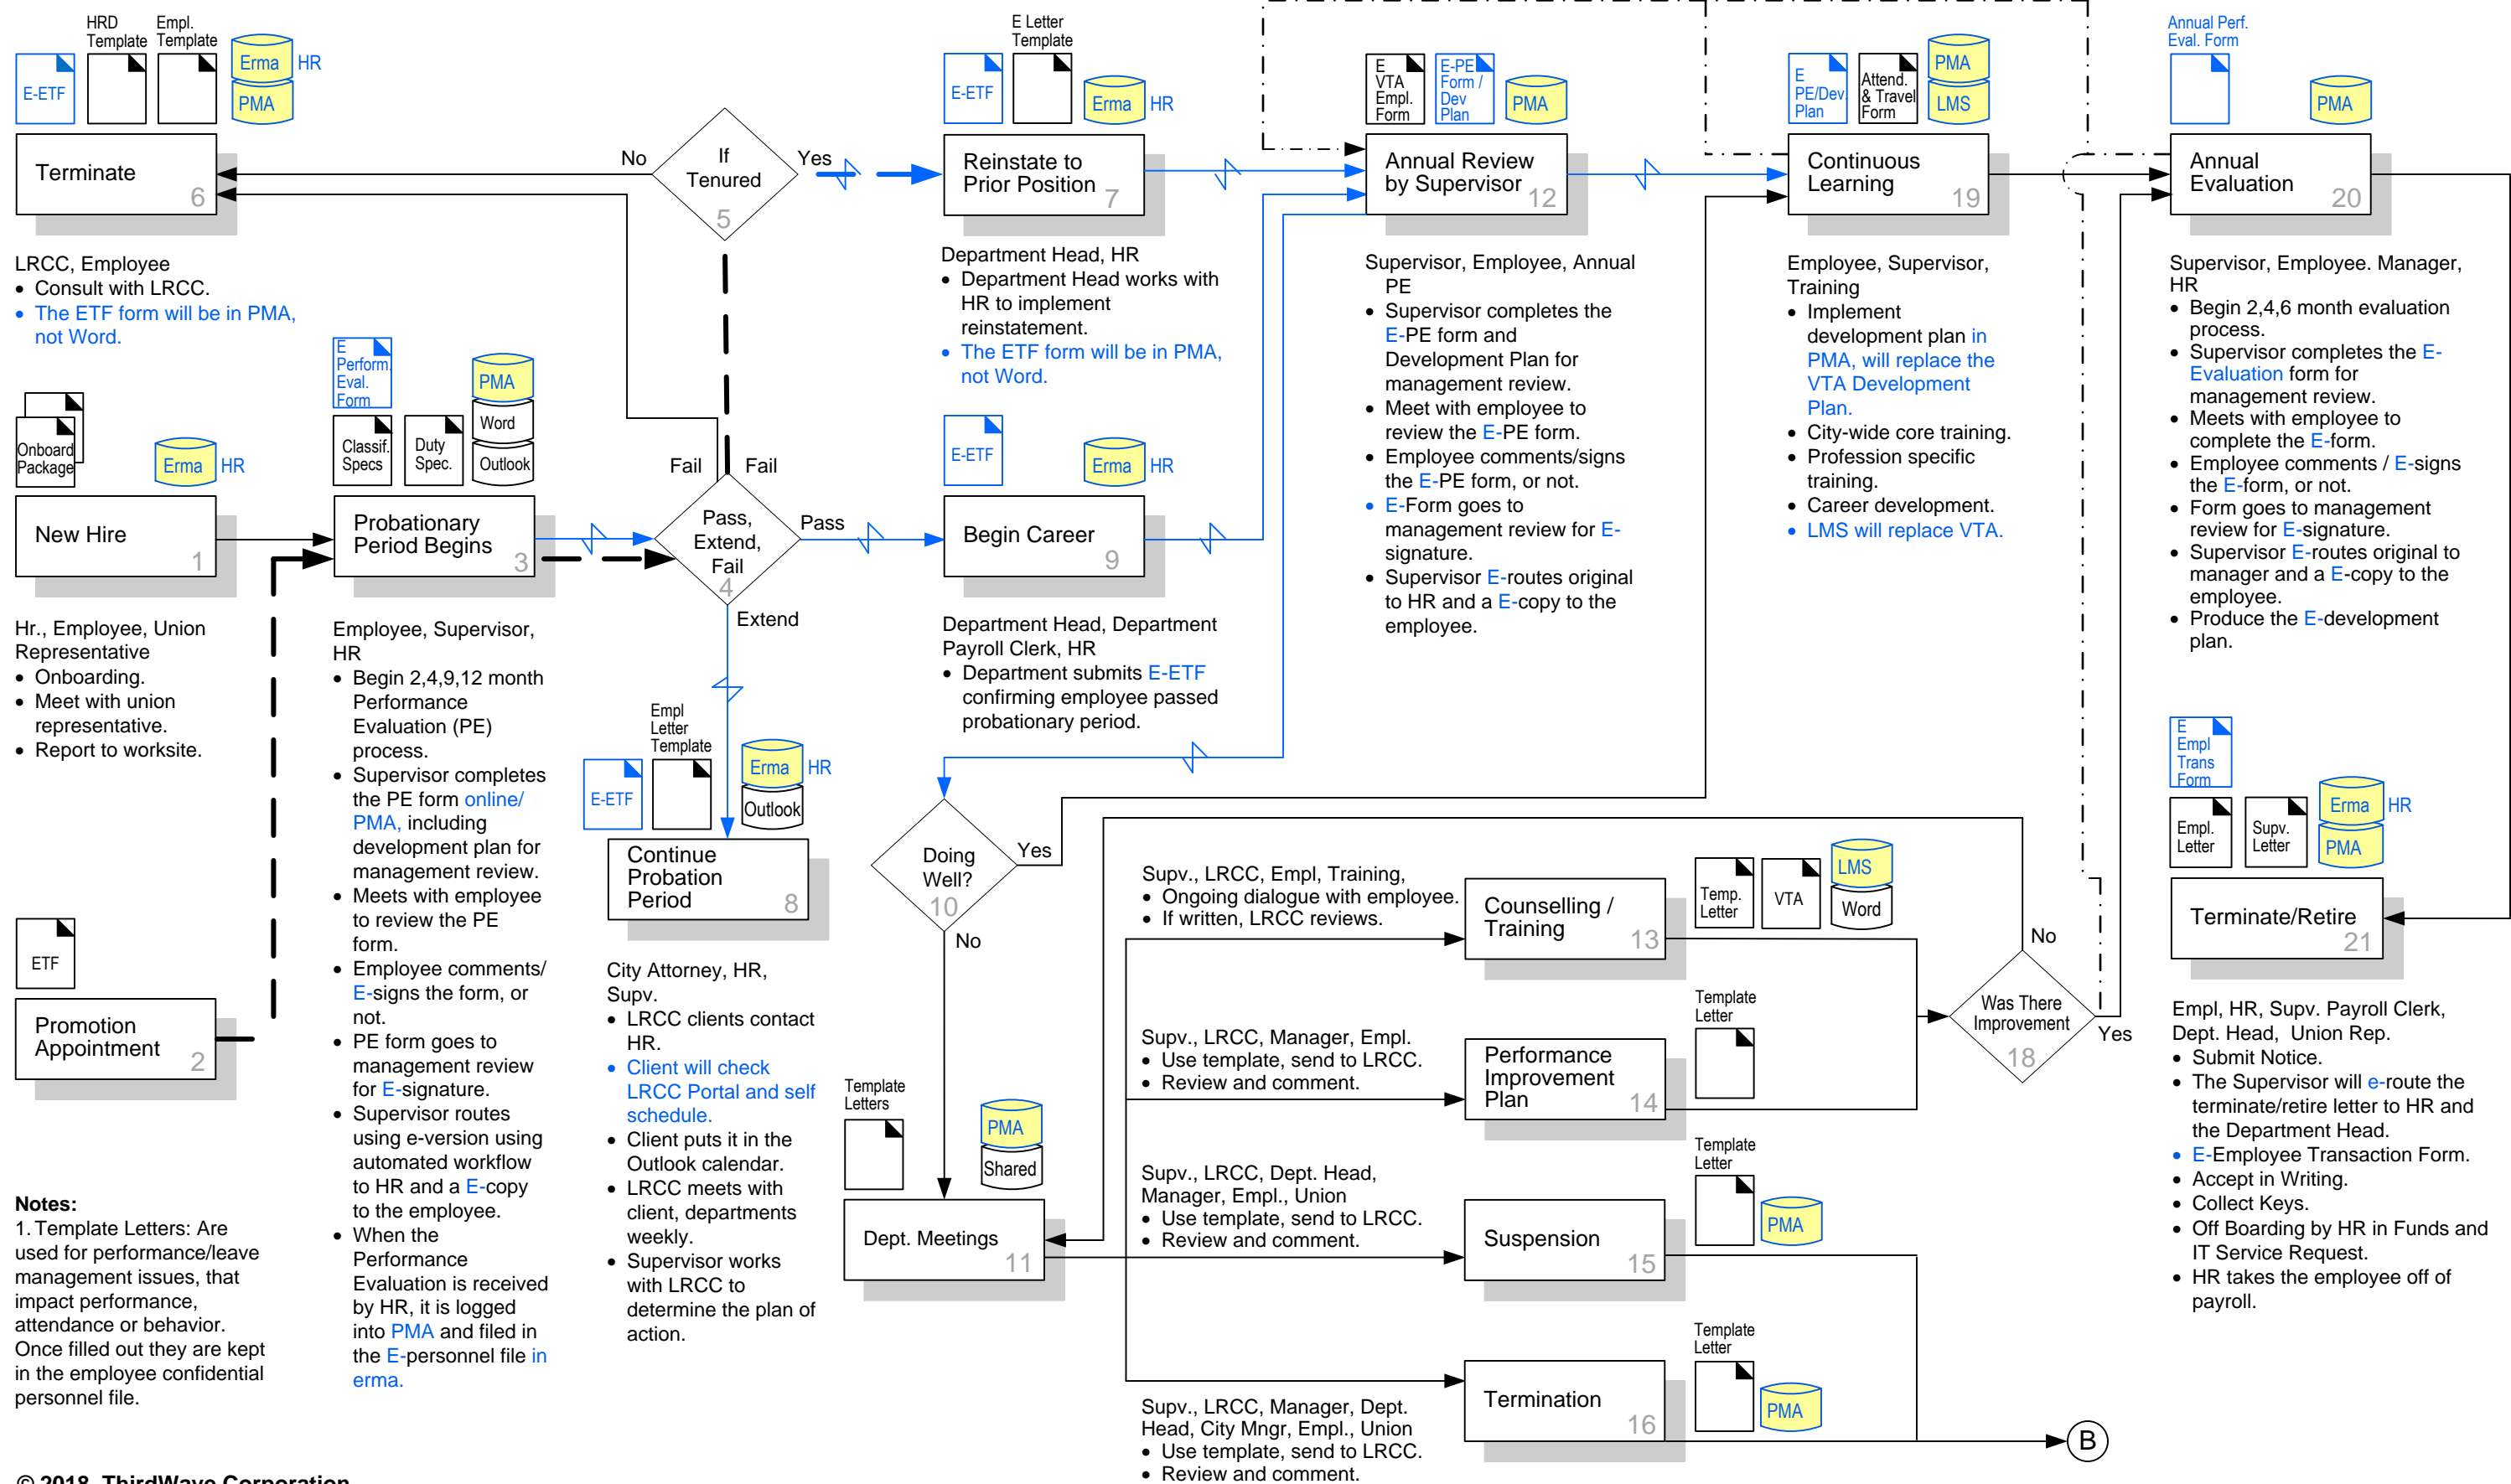 HRD
Template
Empl.
Template
E-ETF
Erma
HR
PMA
Terminate
6
LRCC, Employee
• Consult with LRCC.
• The ETF form will be in PMA,
not Word.
No
If
Tenured
5
Yes
E Letter
Template
E-ETF
Erma
HR
Reinstate to
Prior Position
7
Department Head, HR
• Department Head works with
HR to implement
reinstatement.
• The ETF form will be in PMA,
not Word.
E
VTA
Empl.
Form
E-PE
Form /
Dev
Plan
PMA
Annual Review
by Supervisor
12
Supervisor, Employee, Annual
PE
• Supervisor completes the
E-PE form and
Development Plan for
management review.
• Meet with employee to
review the E-PE form.
• Employee comments/signs
the E-PE form, or not.
• E-Form goes to
management review for E-
signature.
• Supervisor E-routes original
to HR and a E-copy to the
employee.
E
PE/Dev.
Plan
Attend.
& Travel
Form
PMA
LMS
Continuous
Learning
19
Employee, Supervisor,
Training
• Implement
development plan in
PMA, will replace the
VTA Development
Plan.
• City-wide core training.
• Profession specific
training.
• Career development.
• LMS will replace VTA.
Annual Perf.
Eval. Form
PMA
Annual
Evaluation
20
Supervisor, Employee. Manager,
HR
• Begin 2,4,6 month evaluation
process.
• Supervisor completes the E-
Evaluation form for
management review.
• Meets with employee to
complete the E-form.
• Employee comments / E-signs
the E-form, or not.
• Form goes to management
review for E-signature.
• Supervisor E-routes original to
manager and a E-copy to the
employee.
• Produce the E-development
plan.
Onboard
Package
Erma
HR
New Hire
1
Hr., Employee, Union
Representative
• Onboarding.
• Meet with union
representative.
• Report to worksite.
E
Perform.
Eval.
Form
Classif.
Specs
Duty
Spec.
PMA
Word
Outlook
Probationary
Period Begins
3
Employee, Supervisor,
HR
• Begin 2,4,9,12 month
Performance
Evaluation (PE)
process.
• Supervisor completes
the PE form online/
PMA, including
development plan for
management review.
• Meets with employee
to review the PE
form.
• Employee comments/
E-signs the form, or
not.
• PE form goes to
management review
for E-signature.
• Supervisor routes
using e-version using
automated workflow
to HR and a E-copy
to the employee.
• When the
Performance
Evaluation is received
by HR, it is logged
into PMA and filed in
the E-personnel file in
erma.
Fail
Fail
Pass,
Extend,
Fail
4
Pass
Extend
E-ETF
Erma
HR
Begin Career
9
Department Head, Department
Payroll Clerk, HR
• Department submits E-ETF
confirming employee passed
probationary period.
E-ETF
Empl
Letter
Template
Erma
HR
Outlook
Continue
Probation
Period
8
City Attorney, HR,
Supv.
• LRCC clients contact
HR.
• Client will check
LRCC Portal and self
schedule.
• Client puts it in the
Outlook calendar.
• LRCC meets with
client, departments
weekly.
• Supervisor works
with LRCC to
determine the plan of
action.
ETF
Promotion
Appointment
2
Doing
Well?
10
Yes
No
Template
Letters
PMA
Shared
Dept. Meetings
11
Supv., LRCC, Empl, Training,
• Ongoing dialogue with employee.
• If written, LRCC reviews.
Counselling /
Training
13
Temp.
Letter
VTA
LMS
Word
Supv., LRCC, Manager, Empl.
• Use template, send to LRCC.
• Review and comment.
Performance
Improvement
Plan
14
Template
Letter
Supv., LRCC, Dept. Head,
Manager, Empl., Union
• Use template, send to LRCC.
• Review and comment.
Suspension
15
Template
Letter
PMA
Supv., LRCC, Manager, Dept.
Head, City Mngr, Empl., Union
• Use template, send to LRCC.
• Review and comment.
Termination
16
Template
Letter
PMA
B
No
Was There
Improvement
18
Yes
E
Empl
Trans
Form
Empl.
Letter
Supv.
Letter
Erma
HR
PMA
Terminate/Retire
21
Empl, HR, Supv. Payroll Clerk,
Dept. Head, Union Rep.
• Submit Notice.
• The Supervisor will e-route the
terminate/retire letter to HR and
the Department Head.
• E-Employee Transaction Form.
• Accept in Writing.
• Collect Keys.
• Off Boarding by HR in Funds and
IT Service Request.
• HR takes the employee off of
payroll.
Notes:
1. Template Letters: Are
used for performance/leave
management issues, that
impact performance,
attendance or behavior.
Once filled out they are kept
in the employee confidential
personnel file.
© 2018 ThirdWave Corporation